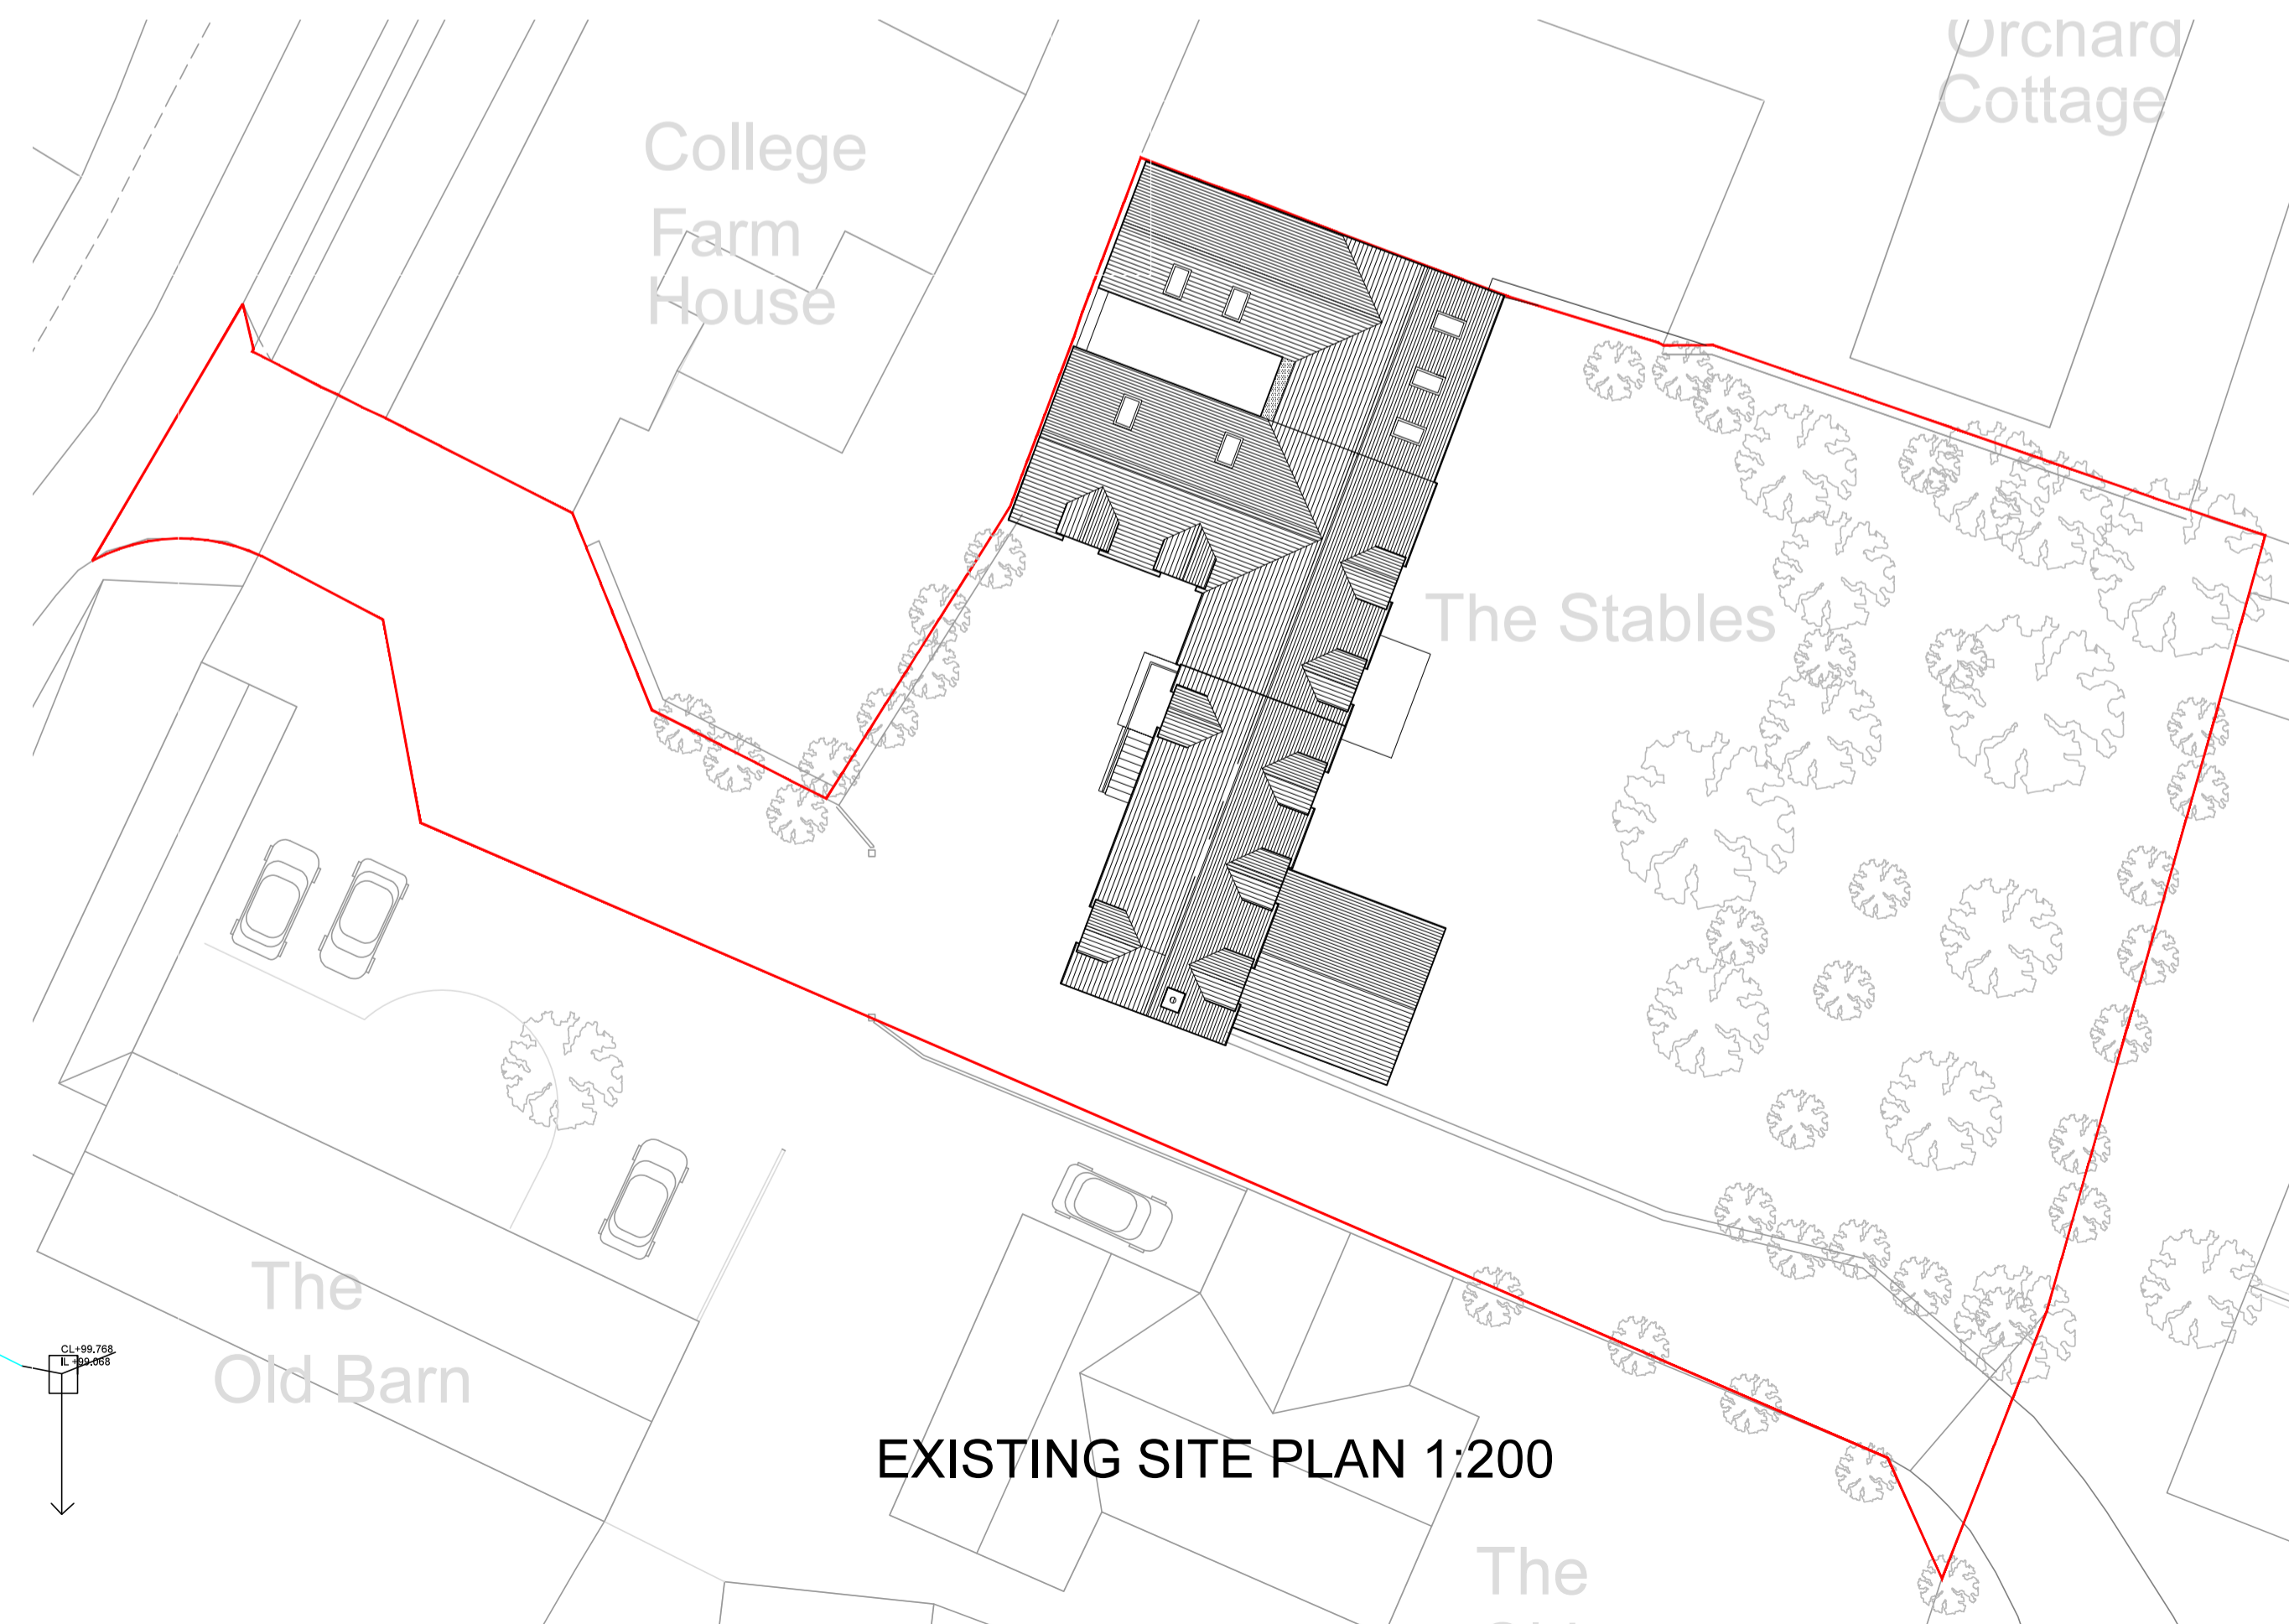 Orchard
Cottage
College
Farm
House
The Stables
CL+99.768
IL +99.068
The
Old Barn
EXISTING SITE PLAN 1:200
The